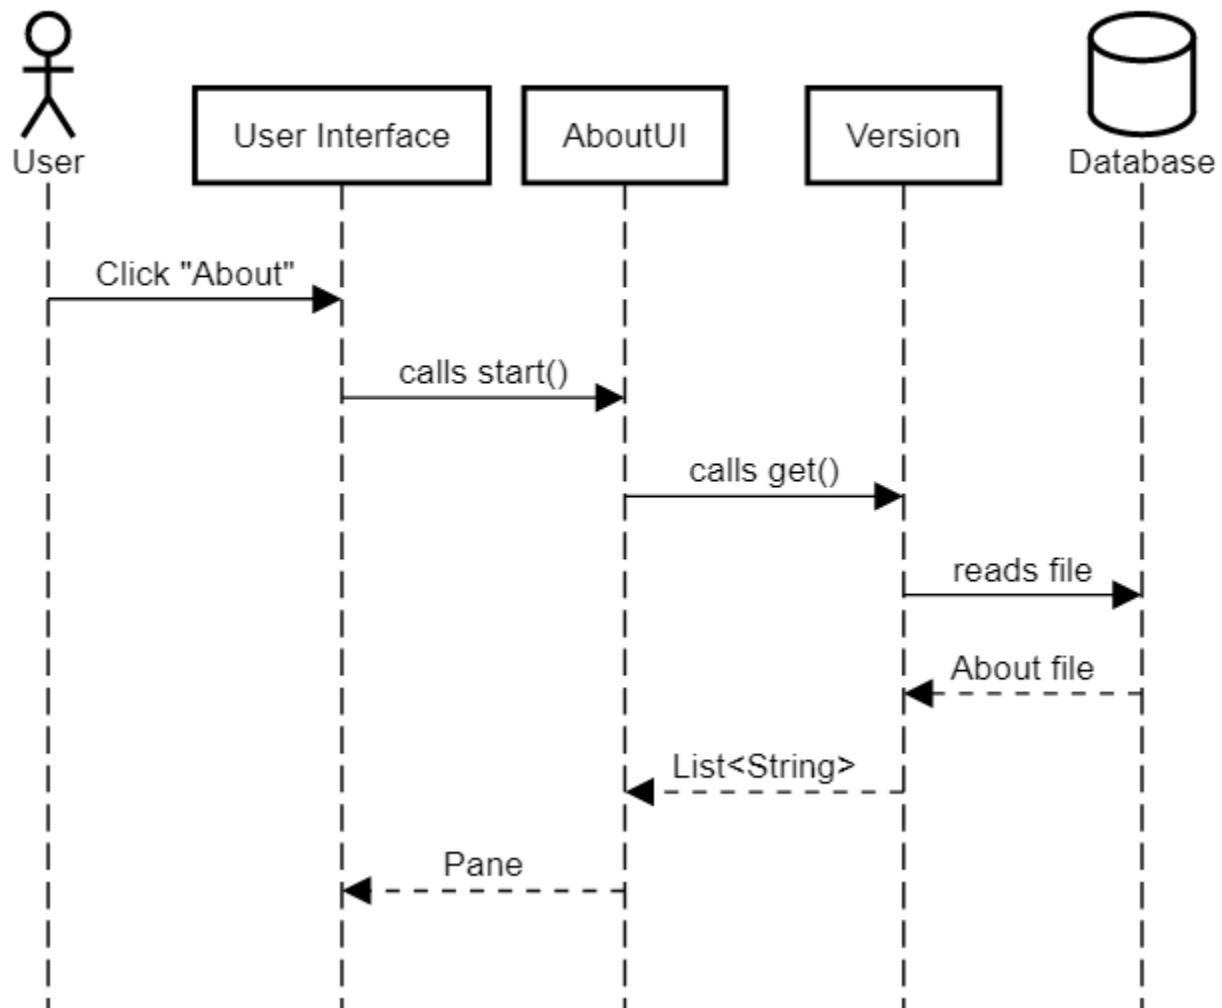 User
User Interface
AboutUI
Version
Database
Click "About"
calls start()
calls get()
reads file
About file
List<String>
Pane